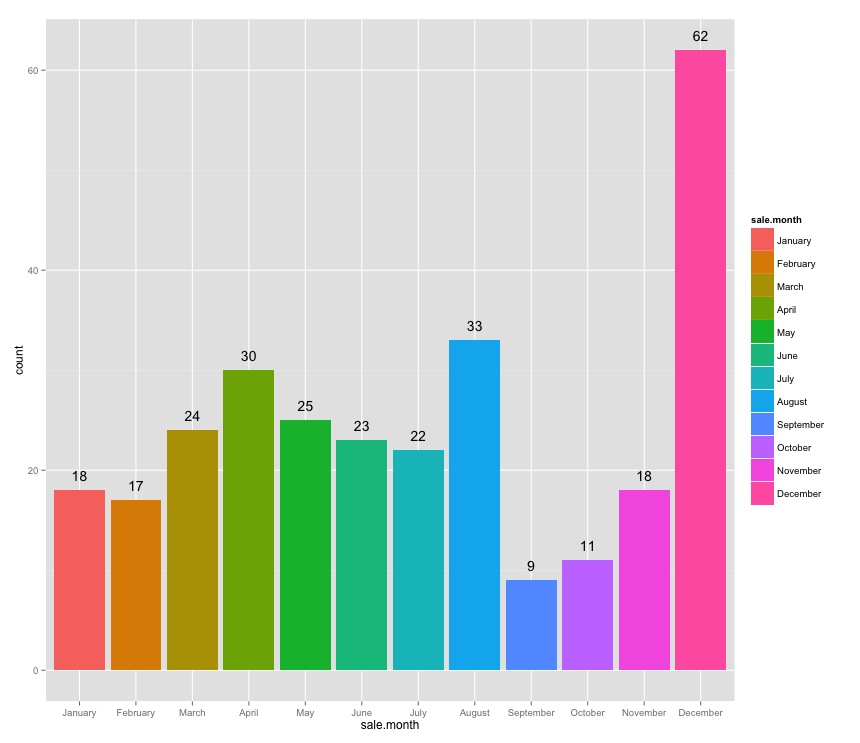 62
60
40
33
30
25
24
23
22
20
18
17
18
11
9
0
count
January February March April May June July August September October November December
sale.month
sale.month
January
February
March
April
May
June
July
August
September
October
November
December